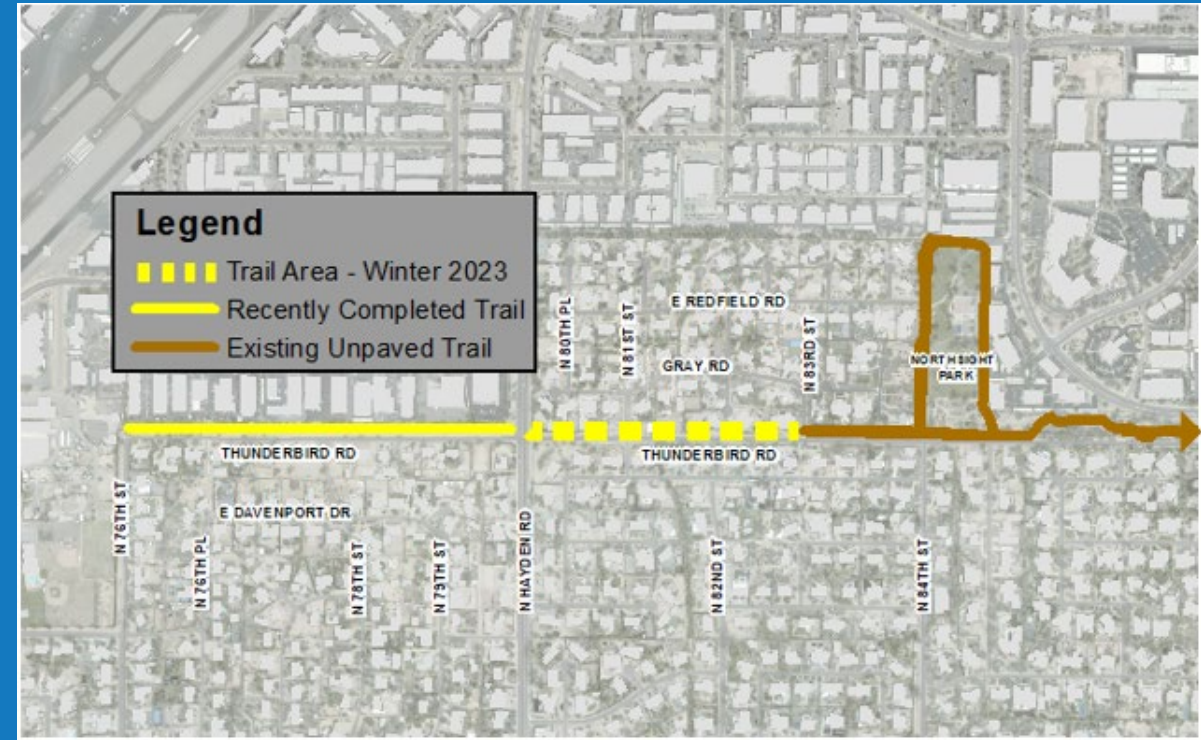 Legend
Trail Area - Winter 2023
Recently Completed Trail
Existing Unpaved Trail
N 80TH PL
N 81ST ST
E REDFIELD RD
GRAY RD
N 83RD ST
NORTHSIGHT
PARK
THUNDERBIRD RD
THUNDERBIRD RD
N 76TH ST
E DAVENPORT DR
N 76TH PL
N 78TH ST
N 79TH ST
N HAYDEN RD
N 82ND ST
N 84TH ST